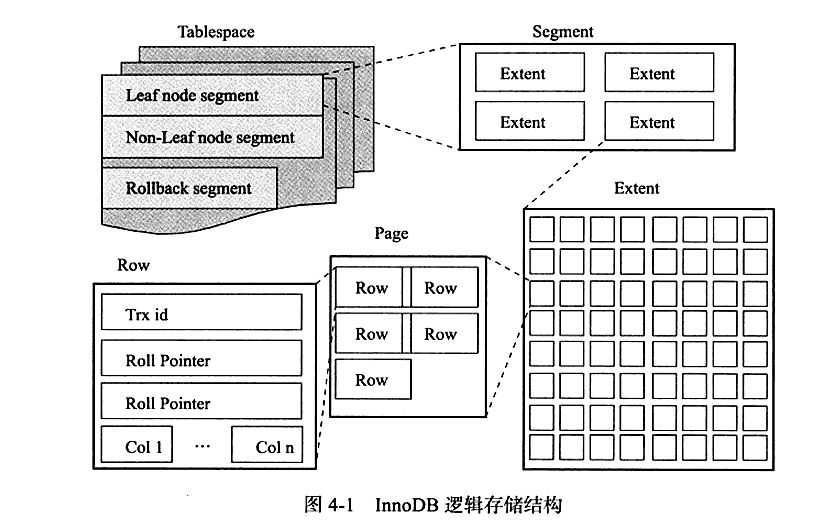 Tablespace
Leaf node segment
Non-Leaf node segment
Rollback segment
Segment
Extent Extent
Extent Extent
Extent
Page
Row Row
Row Row
Row
Row
Trx id
Roll Pointer
Roll Pointer
Col 1 ... Col n
图 4-1 InnoDB 逻辑存储结构